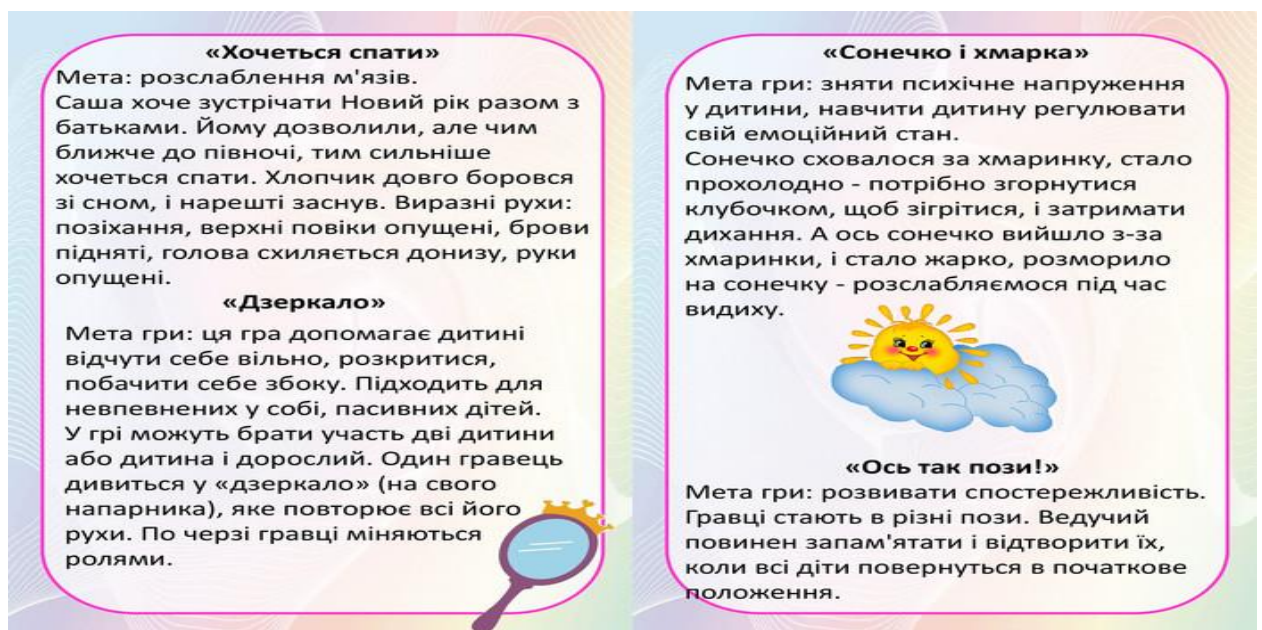 «Хочеться спати»
Мета: розслаблення м'язів.
Саша хоче зустрічати Новий рік разом з
батьками. Йому дозволили, але чим
ближче до півночі, тим сильніше
хочеться спати. Хлопчик довго боровся
зі сном, і нарешті заснув. Виразні рухи:
позіхання, верхні повіки опущені, брови
підняті, голова схиляється донизу, руки
опущені.
«Дзеркало»
Мета гри: ця гра допомагає дитині
відчути себе вільно, розкритися,
побачити себе збоку. Підходить для
невпевнених у собі, пасивних дітей.
У грі можуть брати участь дві дитини
або дитина і дорослий. Один гравець
дивиться у «дзеркало» (на свого
напарника), яке повторює всі його
рухи. По черзі гравці міняються
ролями.
«Сонечко і хмарка»
Мета гри: зняти психічне напруження
у дитини, навчити дитину регулювати
свій емоційний стан.
Сонечко сховалося за хмаринку, стало
прохолодно - потрібно згорнутися
клубочком, щоб зігрітися, і затримати
дихання. А ось сонечко вийшло з-за
хмаринки, і стало жарко, розморило
на сонечку - розслабляємося під час
видиху.
«Ось так пози!»
Мета гри: розвивати спостережливість.
Гравці стають в різні пози. Ведучий
повинен запам'ятати і відтворити їх,
коли всі діти повернуться в початкове
положення.